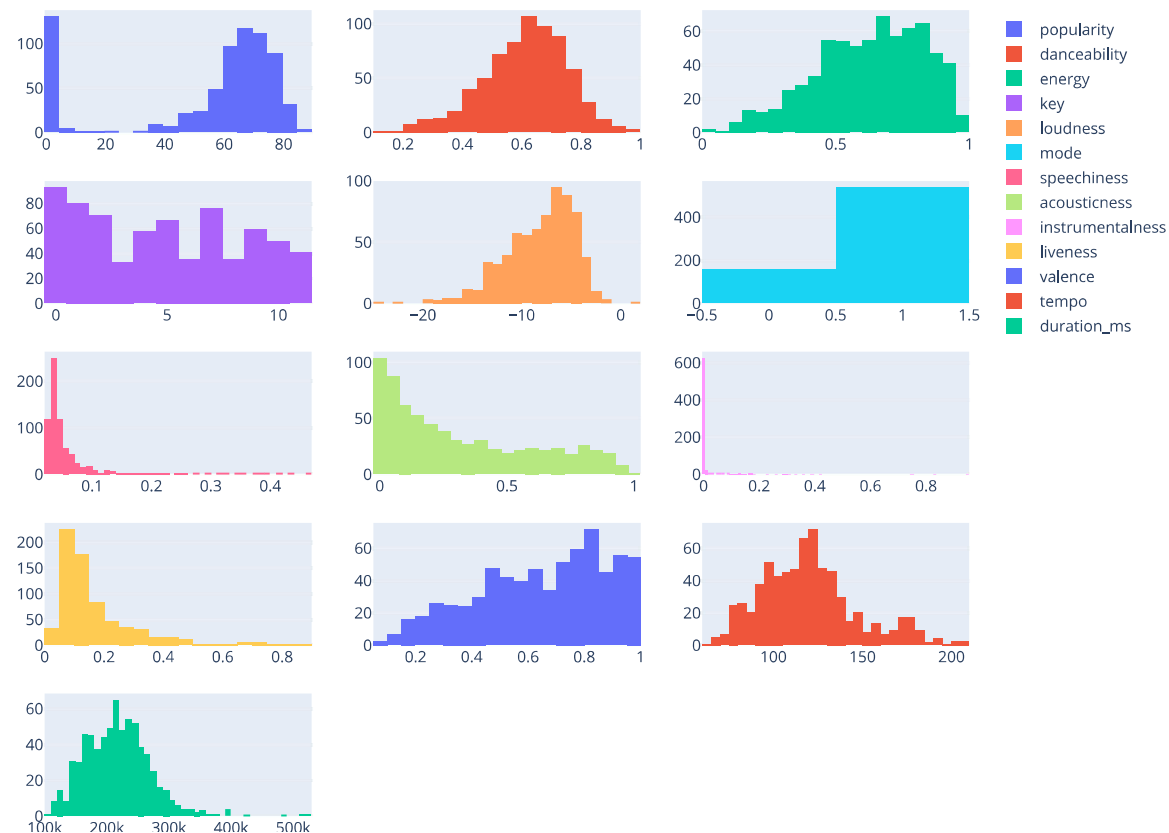 popularity
danceability
energy
key
loudness
mode
speechiness
acousticness
instrumentalness
liveness
valence
tempo
duration_ms
100
50
0
0 20 40 60 80
100
50
0
0.2 0.4 0.6 0.8 1
60
40
20
0
0 0.5 1
80
60
40
20
0
0 5 10
100
50
0
−20 −10 0
400
200
0
−0.5 0 0.5 1 1.5
200
100
0
0.1 0.2 0.3 0.4
100
50
0
0 0.5 1
600
400
200
0
0 0.2 0.4 0.6 0.8
200
150
100
50
0
0 0.2 0.4 0.6 0.8
60
40
20
0
0.2 0.4 0.6 0.8 1
60
40
20
0
100 150 200
60
40
20
0
100k 200k 300k 400k 500k